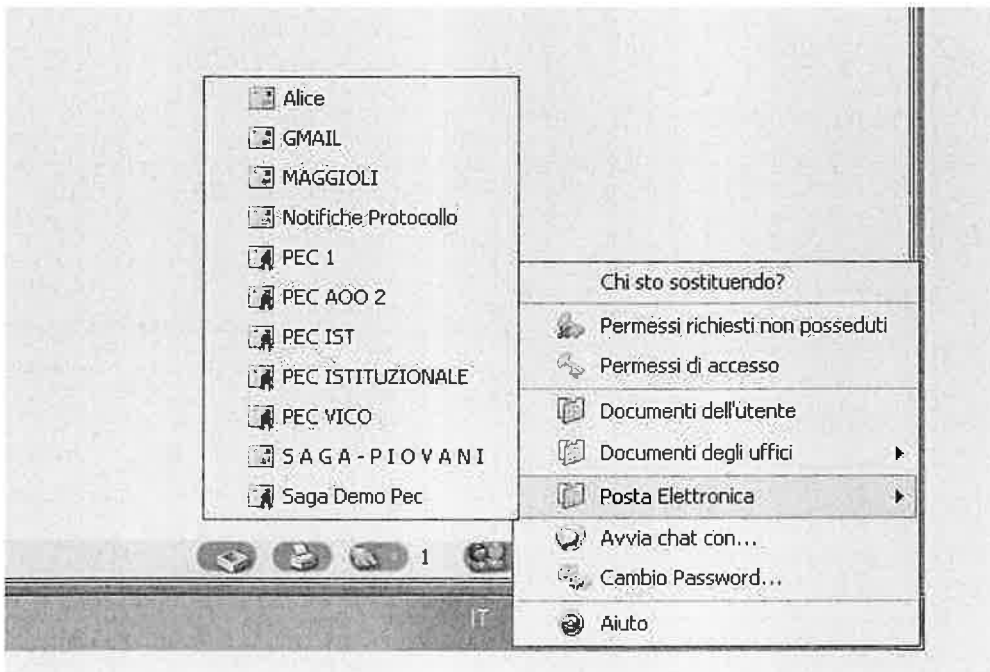 Alice
GMAIL
MAGGIOLI
Notifiche Protocollo
PEC 1
PEC AOO 2
PEC IST
PEC ISTITUZIONALE
PEC VICO
S A G A - P I O V A N I
Saga Demo Pec
Chi sto sostituendo?
Permessi richiesti non posseduti
Permessi di accesso
Documenti dell'utente
Documenti degli uffici
Posta Elettronica
Avvia chat con...
Cambio Password...
Aiuto
1
IT